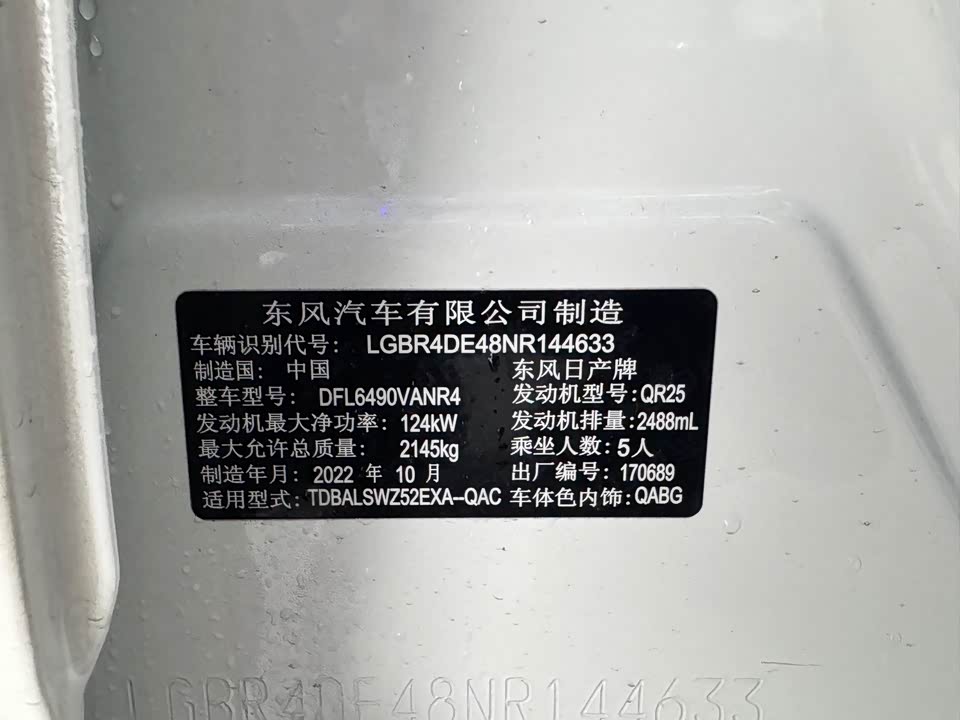 东风汽车有限公司制造
车辆识别代号: LGBR4DE48NR144633
制造国: 中国 东风日产牌
整车型号: DFL6490VANR4 发动机型号:QR25
发动机最大净功率: 124kW 发动机排量:2488mL
最大允许总质量: 2145kg 乘坐人数: 5人
制造年月: 2022 年 10 月 出厂编号: 170689
适用型式: TDBALSWZ52EXA--QAC 车体色内饰: QABG
LGBR4DE48NR144633